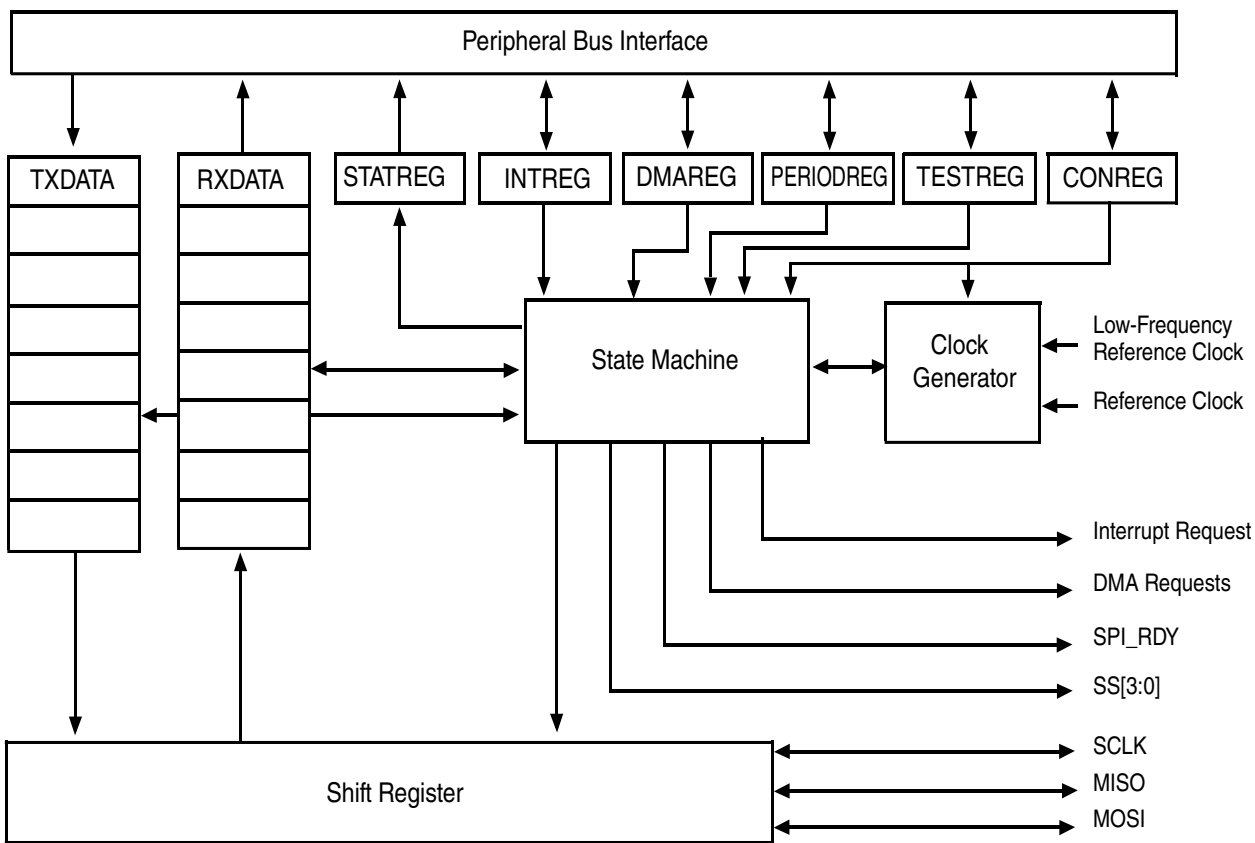 Peripheral Bus Interface
TXDATA
RXDATA
STATREG
INTREG
DMAREG
PERIODREG
TESTREG
CONREG
State Machine
Clock
Generator
Low-Frequency
Reference Clock
Reference Clock
Interrupt Request
DMA Requests
SPI_RDY
SS[3:0]
SCLK
MISO
MOSI
Shift Register